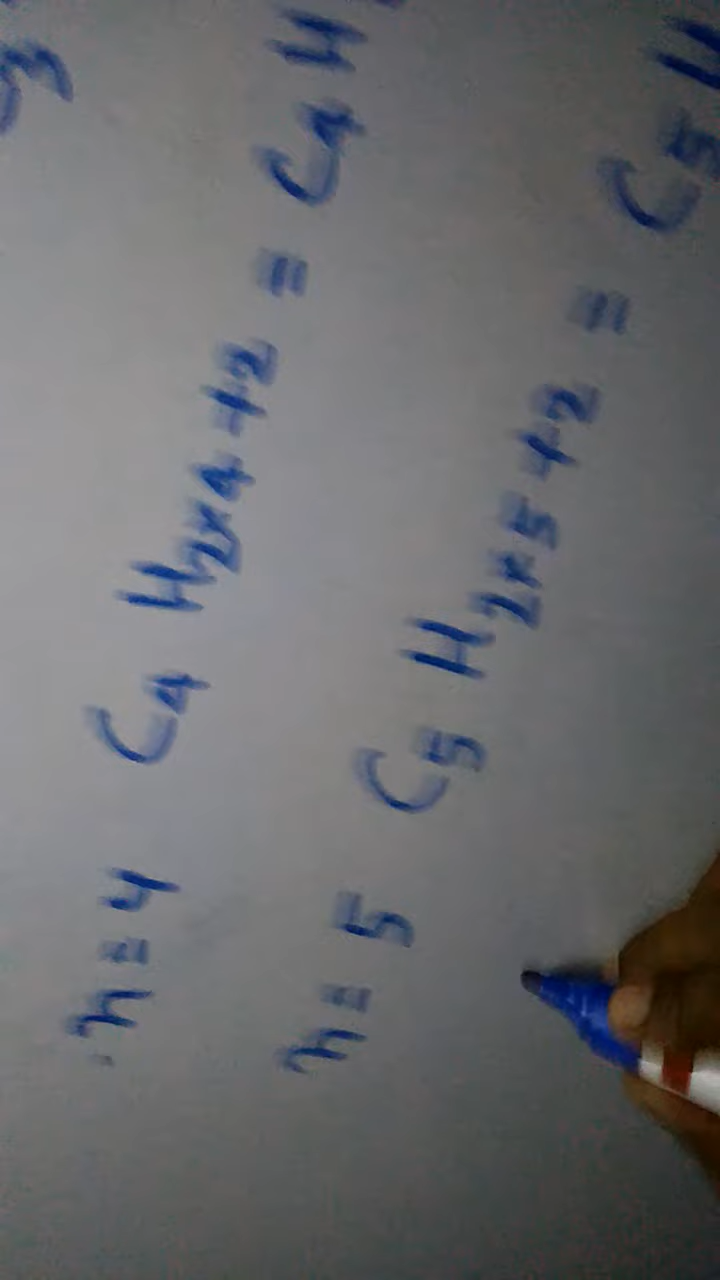 n = 4 C₄ H₂ₓ₄ ₊ ₂ = C₄ H
n = 5 C₅ H₂ₓ₅ ₊ ₂ = C₅ H